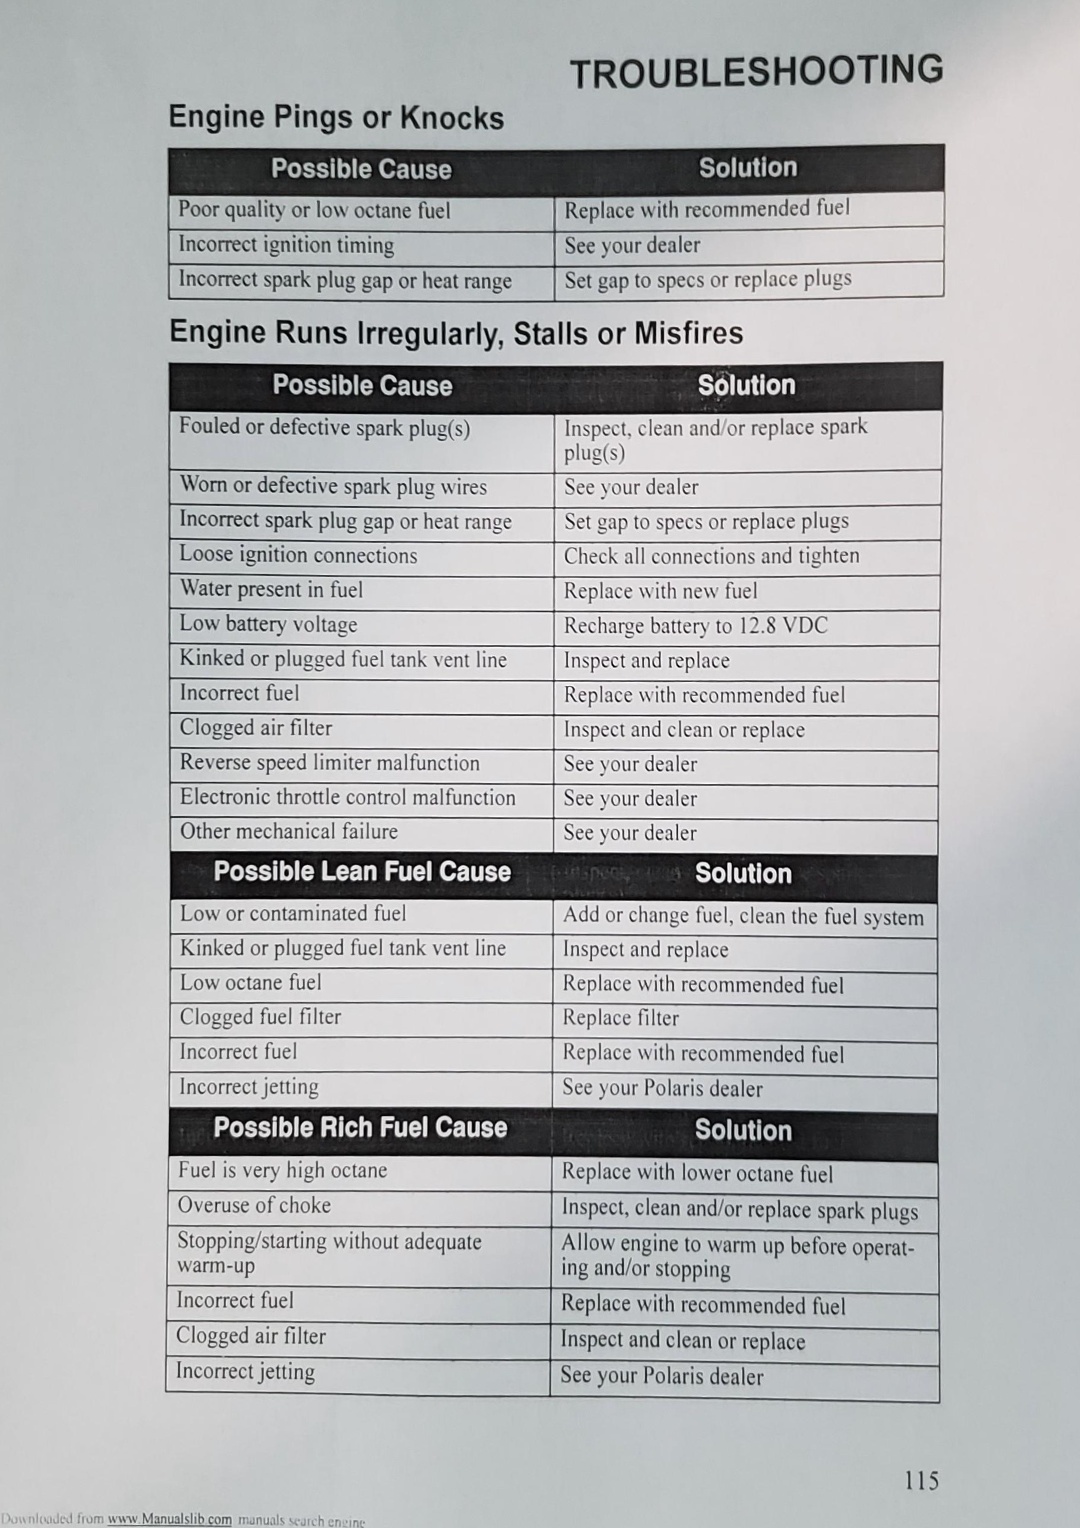 TROUBLESHOOTING
Engine Pings or Knocks
Possible Cause Solution
Poor quality or low octane fuel Replace with recommended fuel
Incorrect ignition timing See your dealer
Incorrect spark plug gap or heat range Set gap to specs or replace plugs
Engine Runs Irregularly, Stalls or Misfires
Possible Cause Solution
Fouled or defective spark plug(s) Inspect, clean and/or replace spark
plug(s)
Worn or defective spark plug wires See your dealer
Incorrect spark plug gap or heat range Set gap to specs or replace plugs
Loose ignition connections Check all connections and tighten
Water present in fuel Replace with new fuel
Low battery voltage Recharge battery to 12.8 VDC
Kinked or plugged fuel tank vent line Inspect and replace
Incorrect fuel Replace with recommended fuel
Clogged air filter Inspect and clean or replace
Reverse speed limiter malfunction See your dealer
Electronic throttle control malfunction See your dealer
Other mechanical failure See your dealer
Possible Lean Fuel Cause Solution
Low or contaminated fuel Add or change fuel, clean the fuel system
Kinked or plugged fuel tank vent line Inspect and replace
Low octane fuel Replace with recommended fuel
Clogged fuel filter Replace filter
Incorrect fuel Replace with recommended fuel
Incorrect jetting See your Polaris dealer
Possible Rich Fuel Cause Solution
Fuel is very high octane Replace with lower octane fuel
Overuse of choke Inspect, clean and/or replace spark plugs
Stopping/starting without adequate Allow engine to warm up before operat-
warm-up ing and/or stopping
Incorrect fuel Replace with recommended fuel
Clogged air filter Inspect and clean or replace
Incorrect jetting See your Polaris dealer
115
Downloaded from www.Manualslib.com manuals search engine